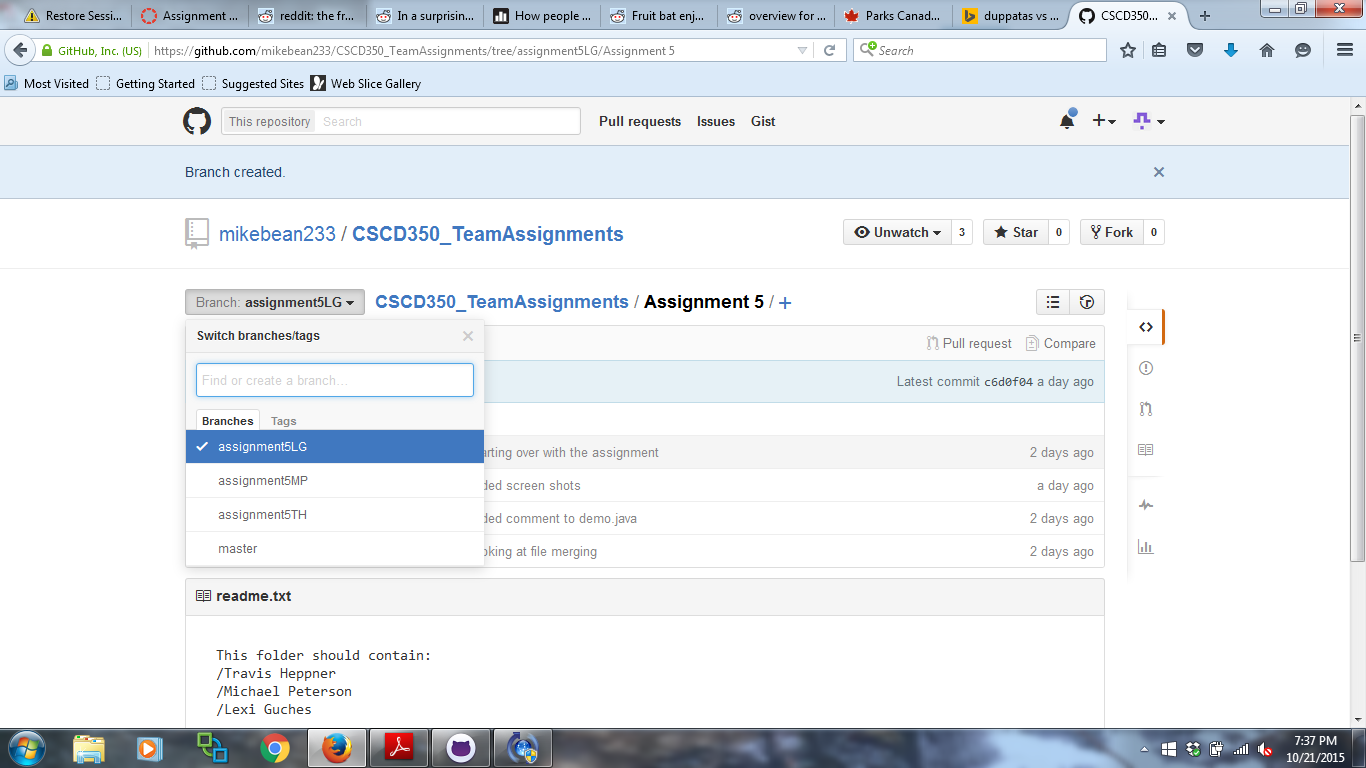 Restore Sessi...
Assignment ...
reddit: the fr...
In a surprisin...
How people ...
Fruit bat enj...
overview for ...
Parks Canad...
duppatas vs ...
CSCD350...
GitHub, Inc. (US)
https://github.com/mikebean233/CSCD350_TeamAssignments/tree/assignment5LG/Assignment 5
Search
Most Visited
Getting Started
Suggested Sites
Web Slice Gallery
This repository
Search
Pull requests
Issues
Gist
Branch created.
mikebean233 / CSCD350_TeamAssignments
Unwatch
3
Star
0
Fork
0
Branch: assignment5LG
CSCD350_TeamAssignments / Assignment 5 / +
Switch branches/tags
Find or create a branch...
Branches
Tags
assignment5LG
assignment5MP
assignment5TH
master
Pull request
Compare
Latest commit c6d0f04 a day ago
arting over with the assignment
2 days ago
ded screen shots
a day ago
ded comment to demo.java
2 days ago
oking at file merging
2 days ago
readme.txt
This folder should contain:
/Travis Heppner
/Michael Peterson
/Lexi Guches
7:37 PM
10/21/2015